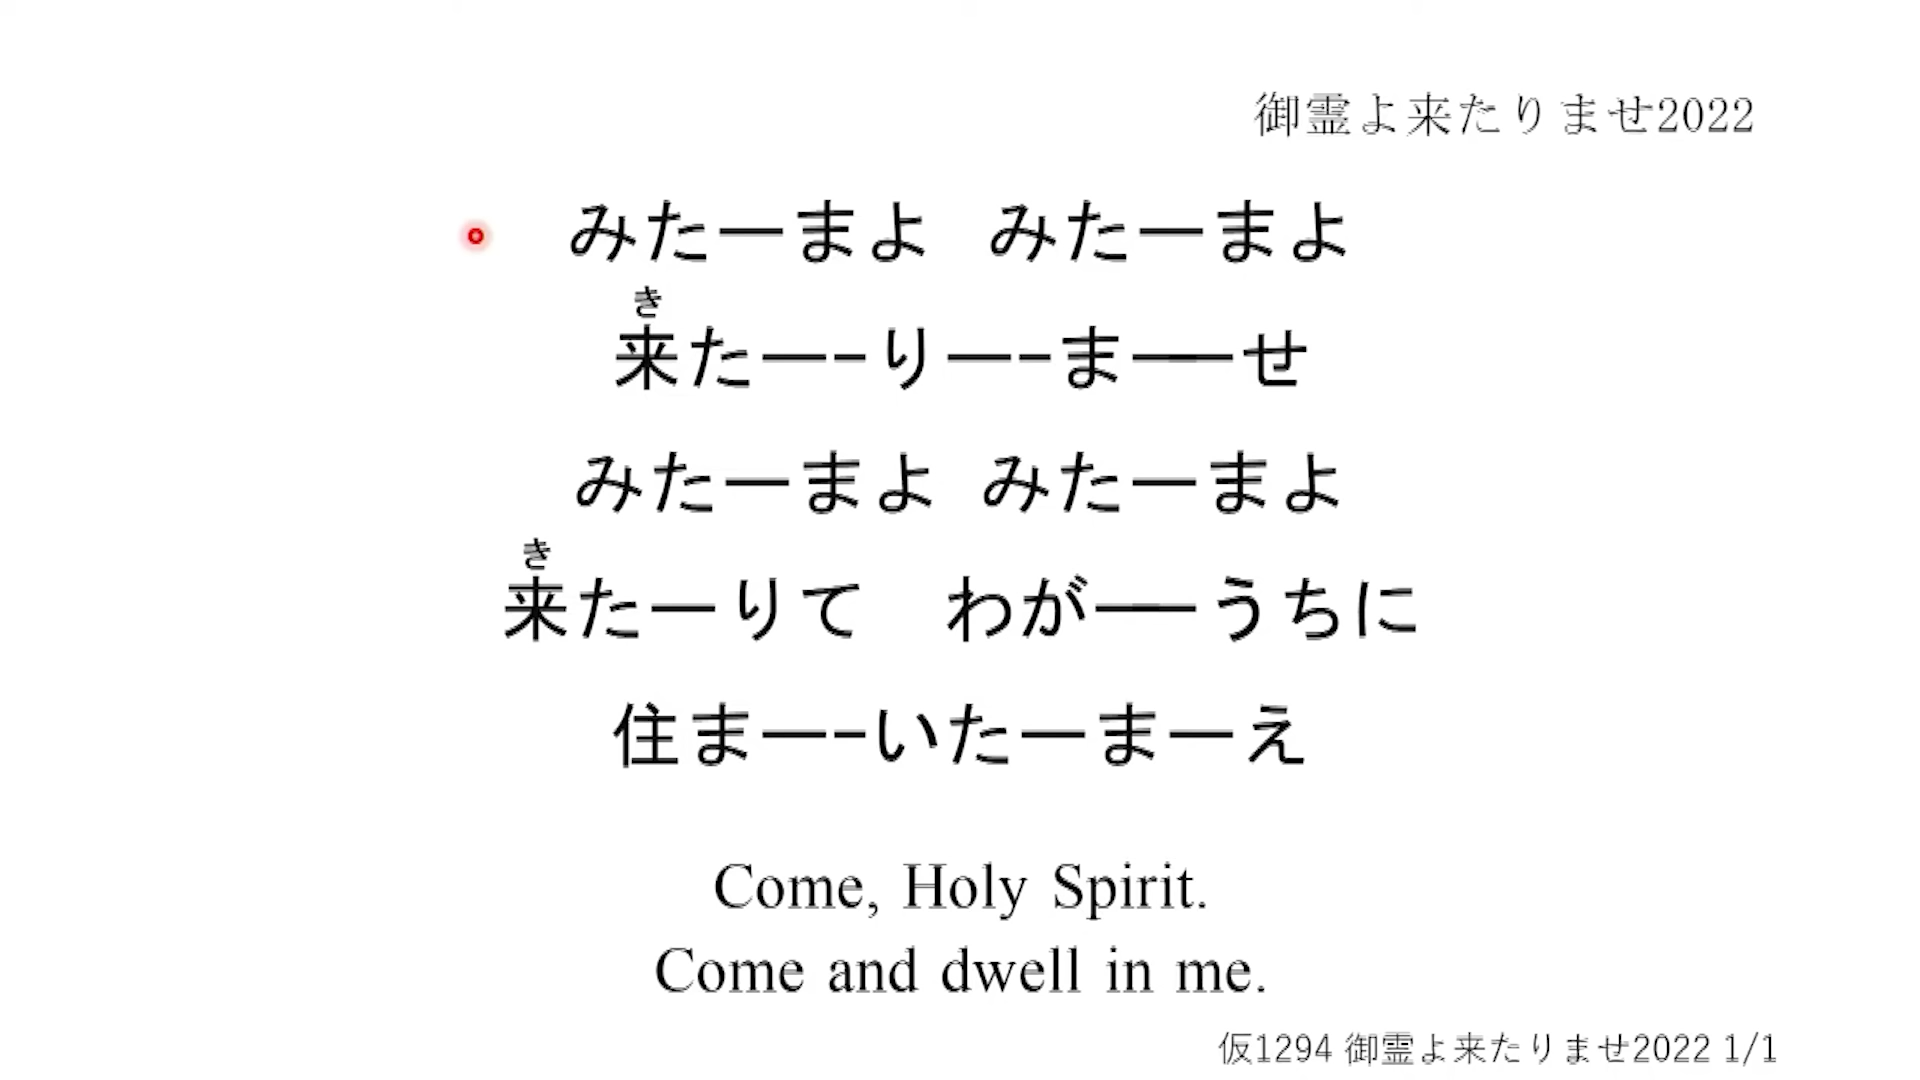 御霊よ来たりませ2022
みたーまよ　みたーまよ
き
来たー-りー-まーーせ
みたーまよ　みたーまよ
き
来たーりて　わがーーうちに
住まー-いたーまーえ
Come, Holy Spirit.
Come and dwell in me.
仮1294 御霊よ来たりませ2022 1/1